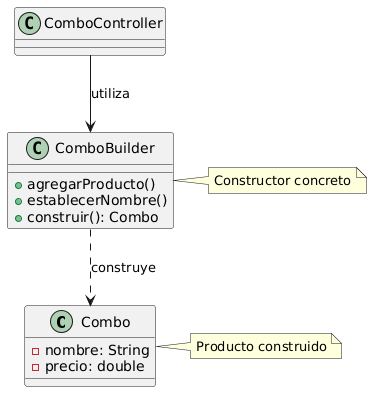 C ComboController
utiliza
C ComboBuilder
agregarProducto()
establecerNombre()
construir(): Combo
Constructor concreto
construye
C Combo
nombre: String
precio: double
Producto construido